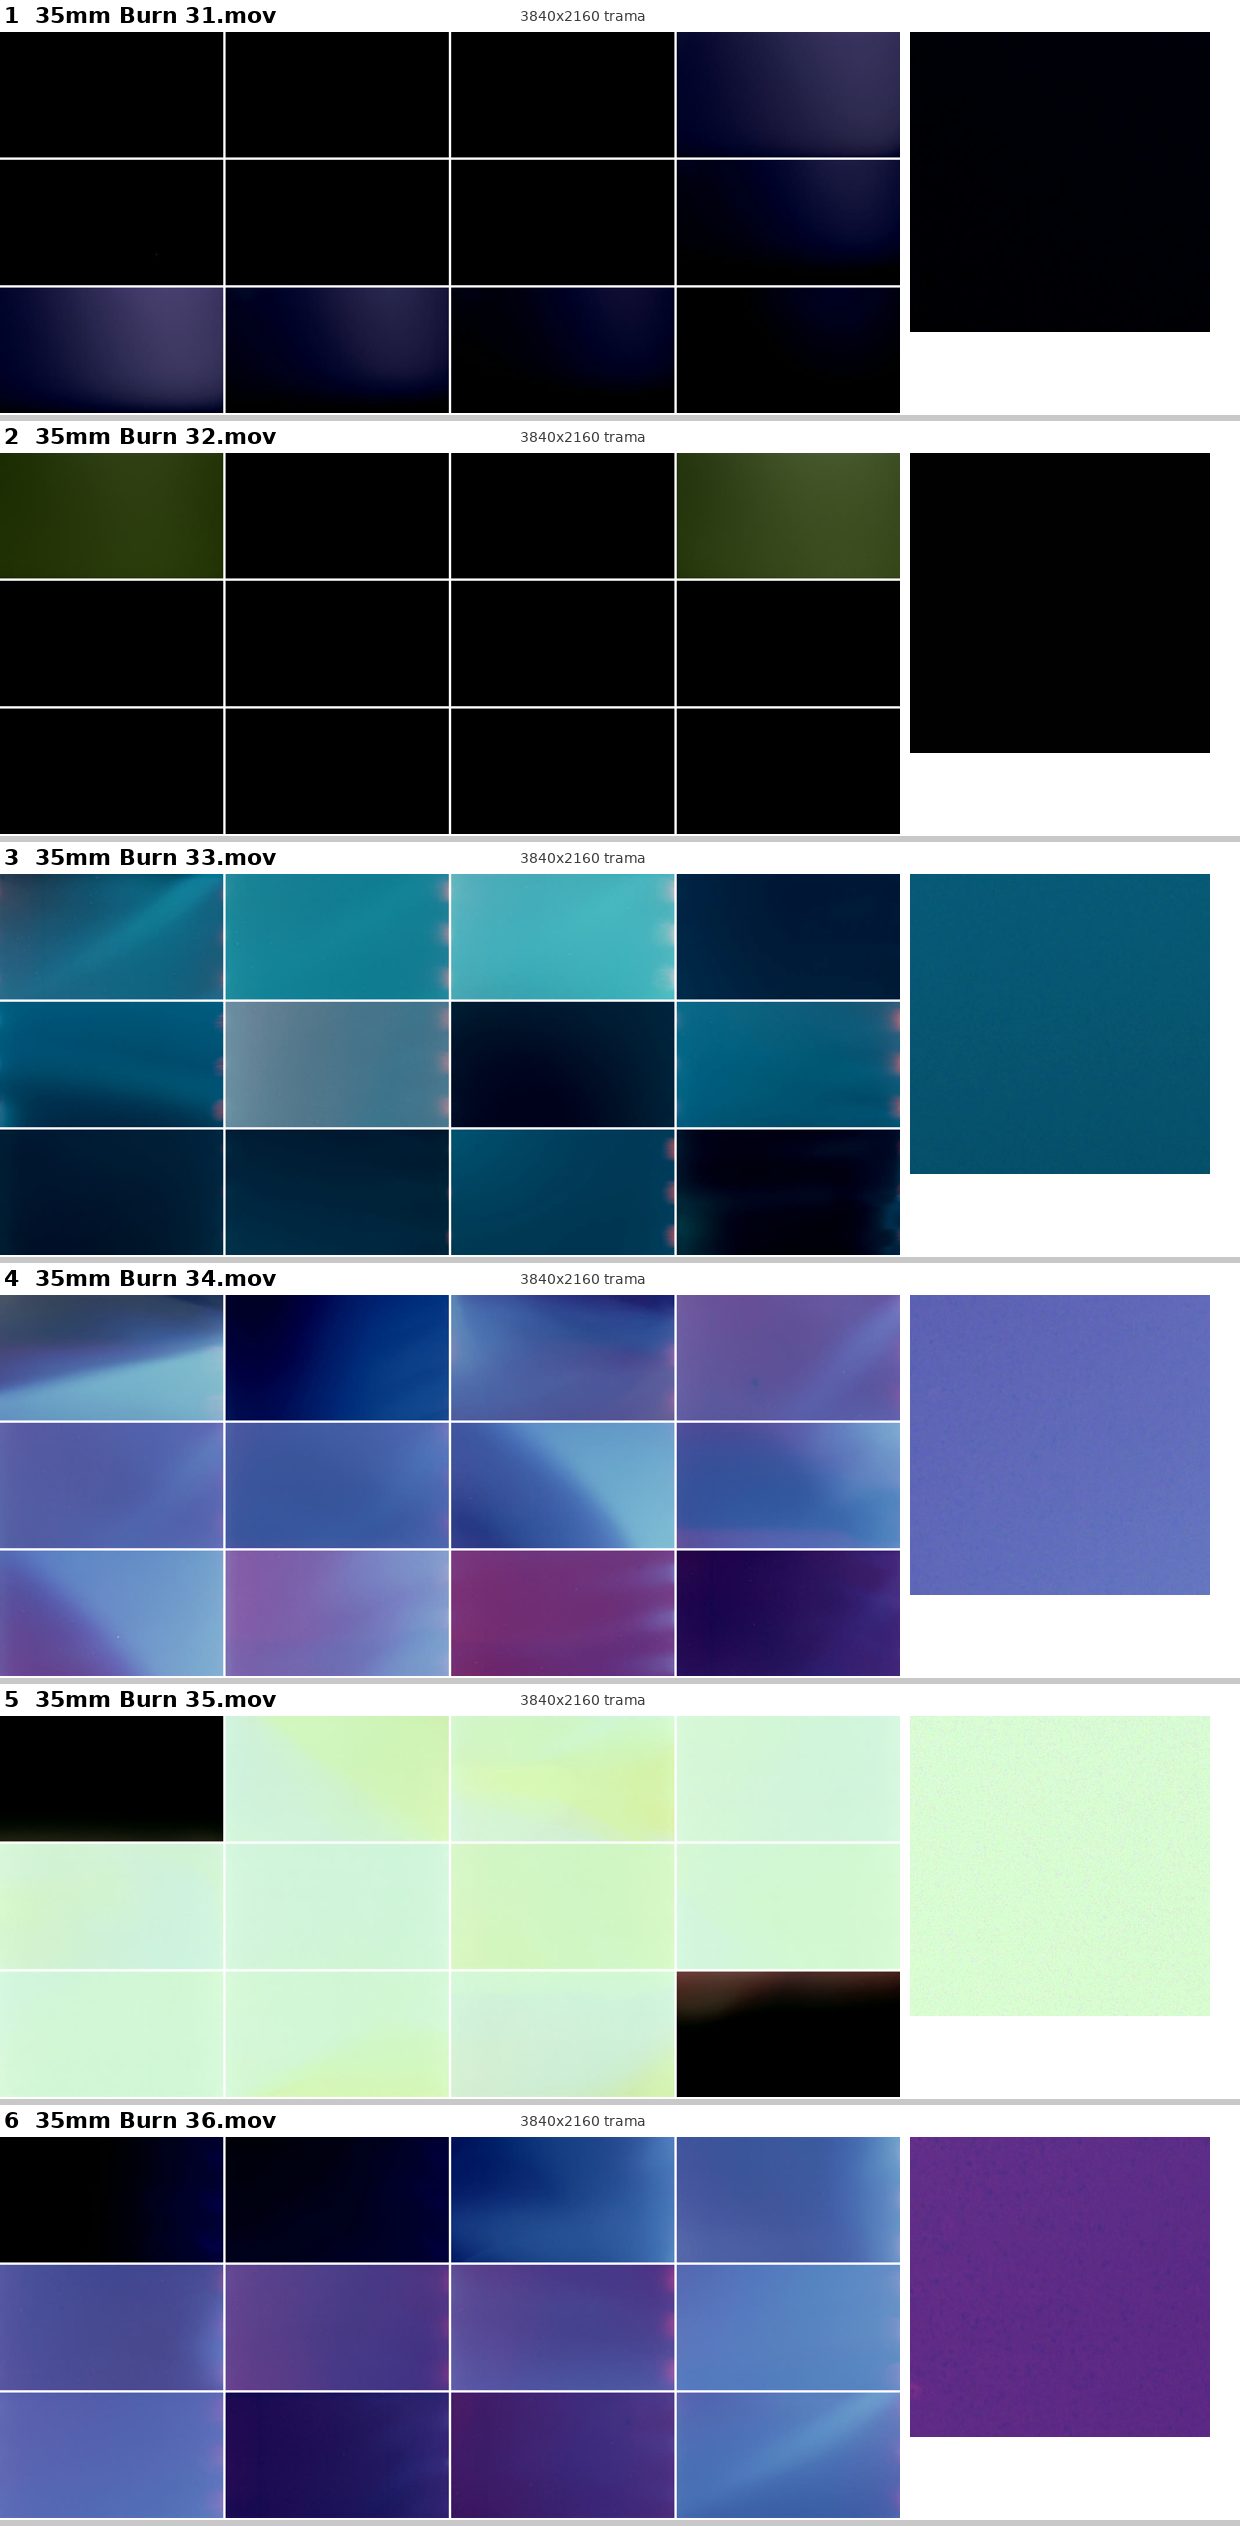 1 35mm Burn 31.mov 3840x2160 trama
2 35mm Burn 32.mov 3840x2160 trama
3 35mm Burn 33.mov 3840x2160 trama
4 35mm Burn 34.mov 3840x2160 trama
5 35mm Burn 35.mov 3840x2160 trama
6 35mm Burn 36.mov 3840x2160 trama